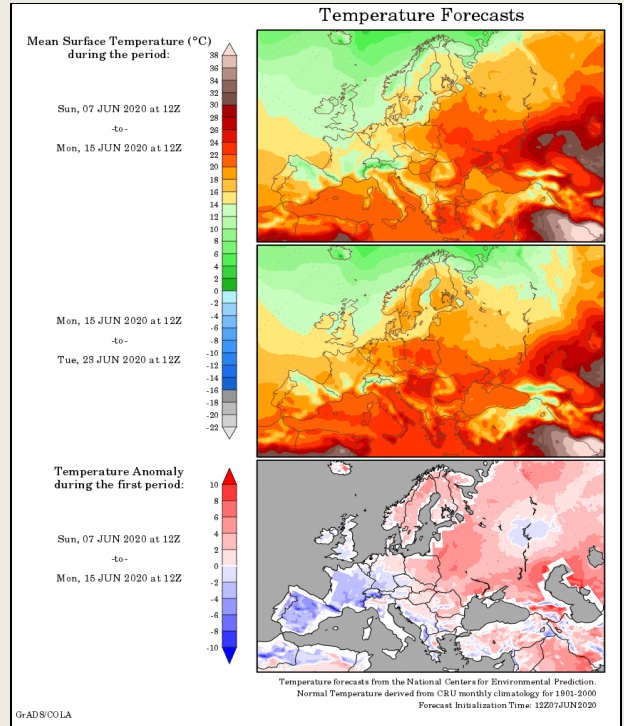 Temperature Forecasts
Mean Surface Temperature (°C)
during the period:
Sun, 07 JUN 2020 at 12Z
-to-
Mon, 15 JUN 2020 at 12Z
38
36
34
32
30
28
26
24
22
20
18
16
14
12
10
8
6
4
2
0
-2
-4
-6
-8
-10
-12
-14
-16
-18
-20
-22
Mon, 15 JUN 2020 at 12Z
-to-
Tue, 23 JUN 2020 at 12Z
Temperature Anomaly
during the first period:
Sun, 07 JUN 2020 at 12Z
-to-
Mon, 15 JUN 2020 at 12Z
10
8
6
4
2
0
-2
-4
-6
-8
-10
Temperature forecasts from the National Centers for Environmental Prediction.
Normal Temperature derived from CRU monthly climatology for 1901-2000
Forecast Initialization Time: 12Z07JUN2020
GrADS/COLA